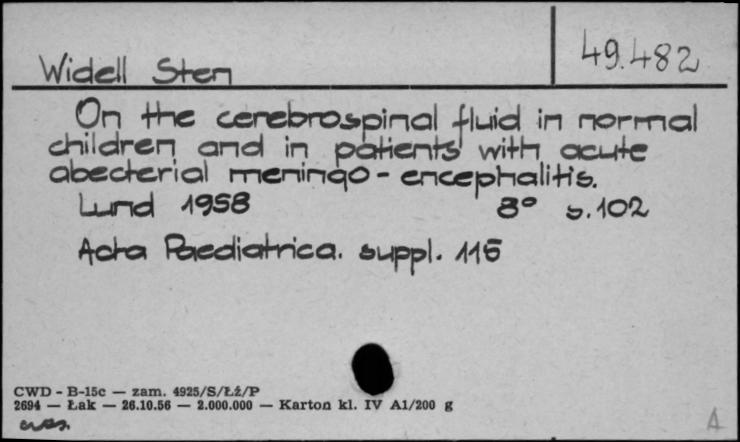 Widell Sten
49.482
On the cerebrospinal fluid in normal
children and in patients with acute
abecterial meningo-encephalitis.
Lund 1958 8° s.102
Acta Paediatrica. suppl. 115
CWD - B-15c — zam. 4925/S/Łź/P
2694 — Łak — 26.10.56 — 2.000.000 — Karton kl. IV A1/200 g